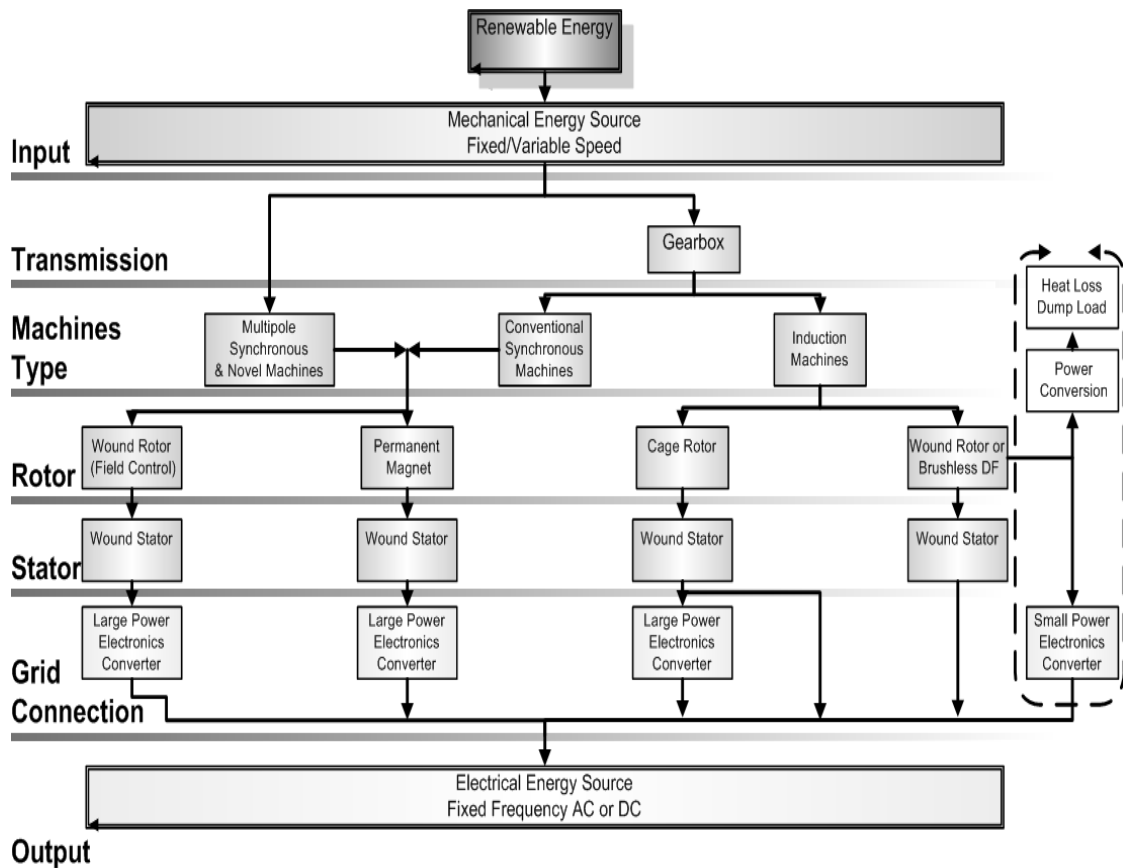 Renewable Energy
Mechanical Energy Source
Fixed/Variable Speed
Input
Gearbox
Transmission
Heat Loss
Dump Load
Machines
Type
Multipole
Synchronous
& Novel Machines
Conventional
Synchronous
Machines
Induction
Machines
Power
Conversion
Rotor
Wound Rotor
(Field Control)
Permanent
Magnet
Cage Rotor
Wound Rotor or
Brushless DF
Stator
Wound Stator
Wound Stator
Wound Stator
Wound Stator
Grid
Connection
Large Power
Electronics
Converter
Large Power
Electronics
Converter
Large Power
Electronics
Converter
Small Power
Electronics
Converter
Electrical Energy Source
Fixed Frequency AC or DC
Output